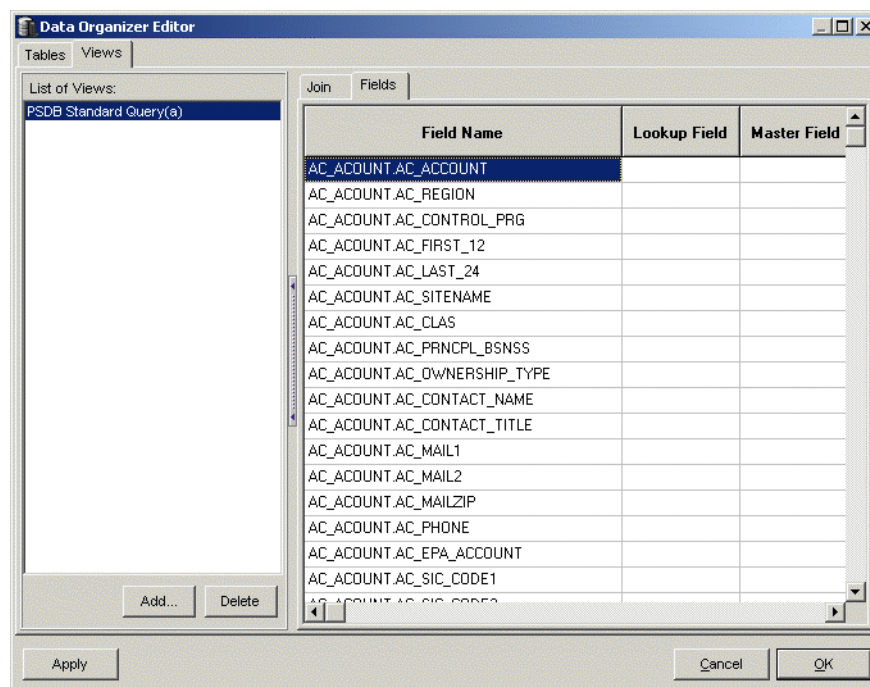 Data Organizer Editor
Tables Views
List of Views:
PSDB Standard Query(a)
Join Fields
Field Name Lookup Field Master Field
AC_ACOUNT.AC_ACCOUNT
AC_ACOUNT.AC_REGION
AC_ACOUNT.AC_CONTROL_PRG
AC_ACOUNT.AC_FIRST_12
AC_ACOUNT.AC_LAST_24
AC_ACOUNT.AC_SITENAME
AC_ACOUNT.AC_CLAS
AC_ACOUNT.AC_PRNCPL_BSNSS
AC_ACOUNT.AC_OWNERSHIP_TYPE
AC_ACOUNT.AC_CONTACT_NAME
AC_ACOUNT.AC_CONTACT_TITLE
AC_ACOUNT.AC_MAIL1
AC_ACOUNT.AC_MAIL2
AC_ACOUNT.AC_MAILZIP
AC_ACOUNT.AC_PHONE
AC_ACOUNT.AC_EPA_ACCOUNT
AC_ACOUNT.AC_SIC_CODE1
Add... Delete
Apply Cancel OK